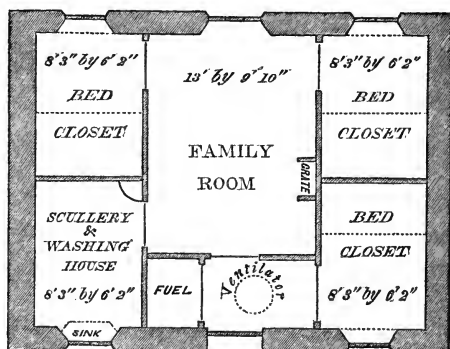 8'3" by 6'2"
BED
CLOSET
13' by 9' 10"
FAMILY
ROOM
GRATE
8'3" by 6'2"
BED
CLOSET
SCULLERY
&
WASHING
HOUSE
8'3" by 6'2"
SINK
FUEL
Ventilator
BED
CLOSET
8'3" by 6'2"